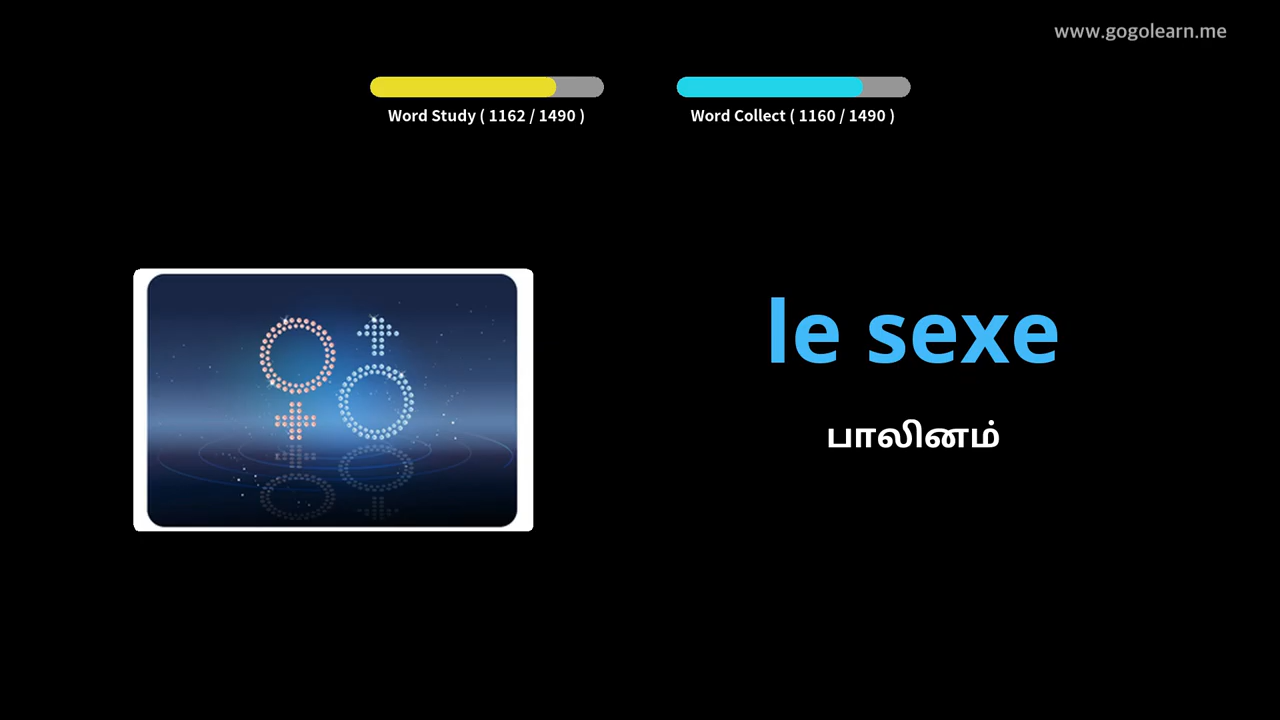 www.gogolearn.me
Word Study ( 1162 / 1490 )
Word Collect ( 1160 / 1490 )
le sexe
பாலினம்